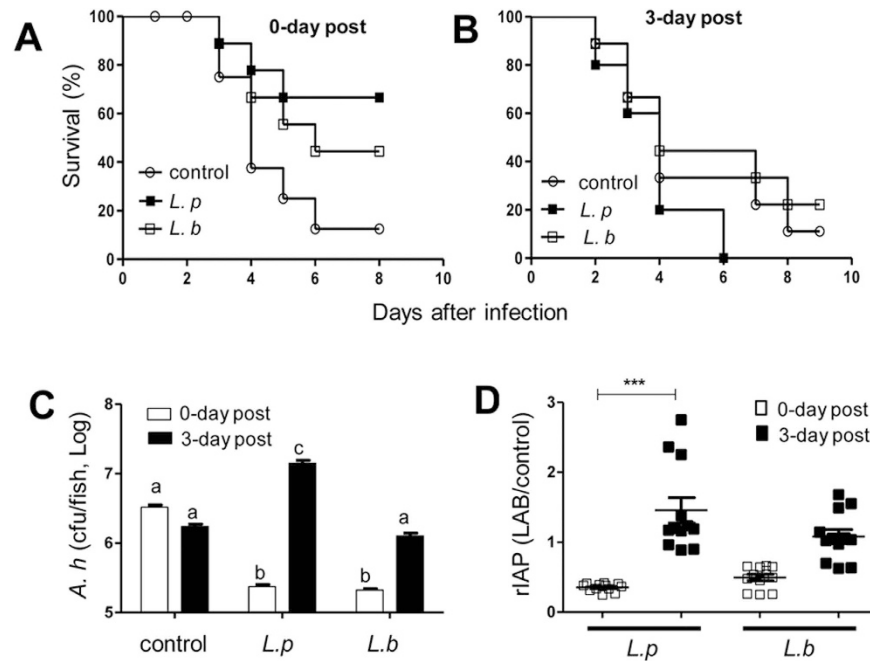 A
0-day post
Survival (%)
100
80
60
40
20
0
control
L. p
L. b
0 2 4 6 8 10
B
3-day post
100
80
60
40
20
0
control
L. p
L. b
0 2 4 6 8 10
Days after infection
C
0-day post
3-day post
A. h (cfu/fish, Log)
8
7
6
5
a a b c b a
control L.p L.b
D
0-day post
3-day post
rIAP (LAB/control)
3
2
1
0
***
L.p L.b